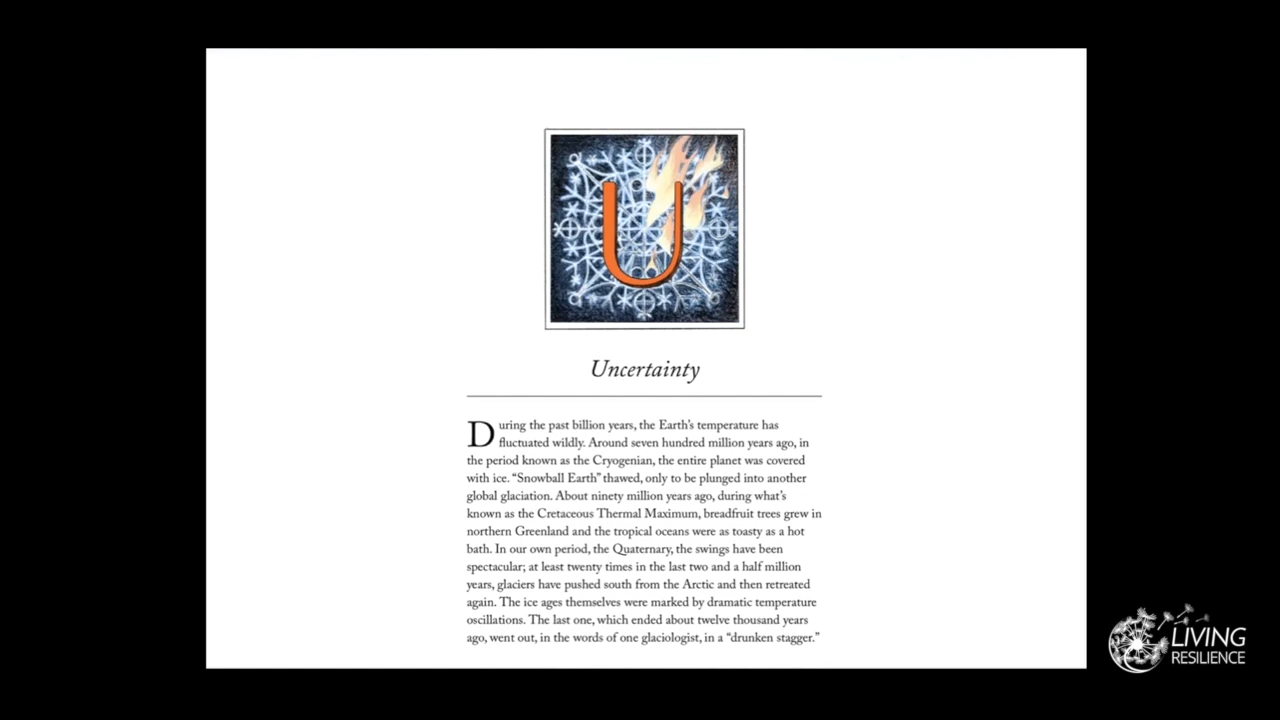 U
Uncertainty
During the past billion years, the Earth's temperature has
fluctuated wildly. Around seven hundred million years ago, in
the period known as the Cryogenian, the entire planet was covered
with ice. “Snowball Earth” thawed, only to be plunged into another
global glaciation. About ninety million years ago, during what's
known as the Cretaceous Thermal Maximum, breadfruit trees grew in
northern Greenland and the tropical oceans were as toasty as a hot
bath. In our own period, the Quaternary, the swings have been
spectacular; at least twenty times in the last two and a half million
years, glaciers have pushed south from the Arctic and then retreated
again. The ice ages themselves were marked by dramatic temperature
oscillations. The last one, which ended about twelve thousand years
ago, went out, in the words of one glaciologist, in a “drunken stagger.”
LIVING
RESILIENCE